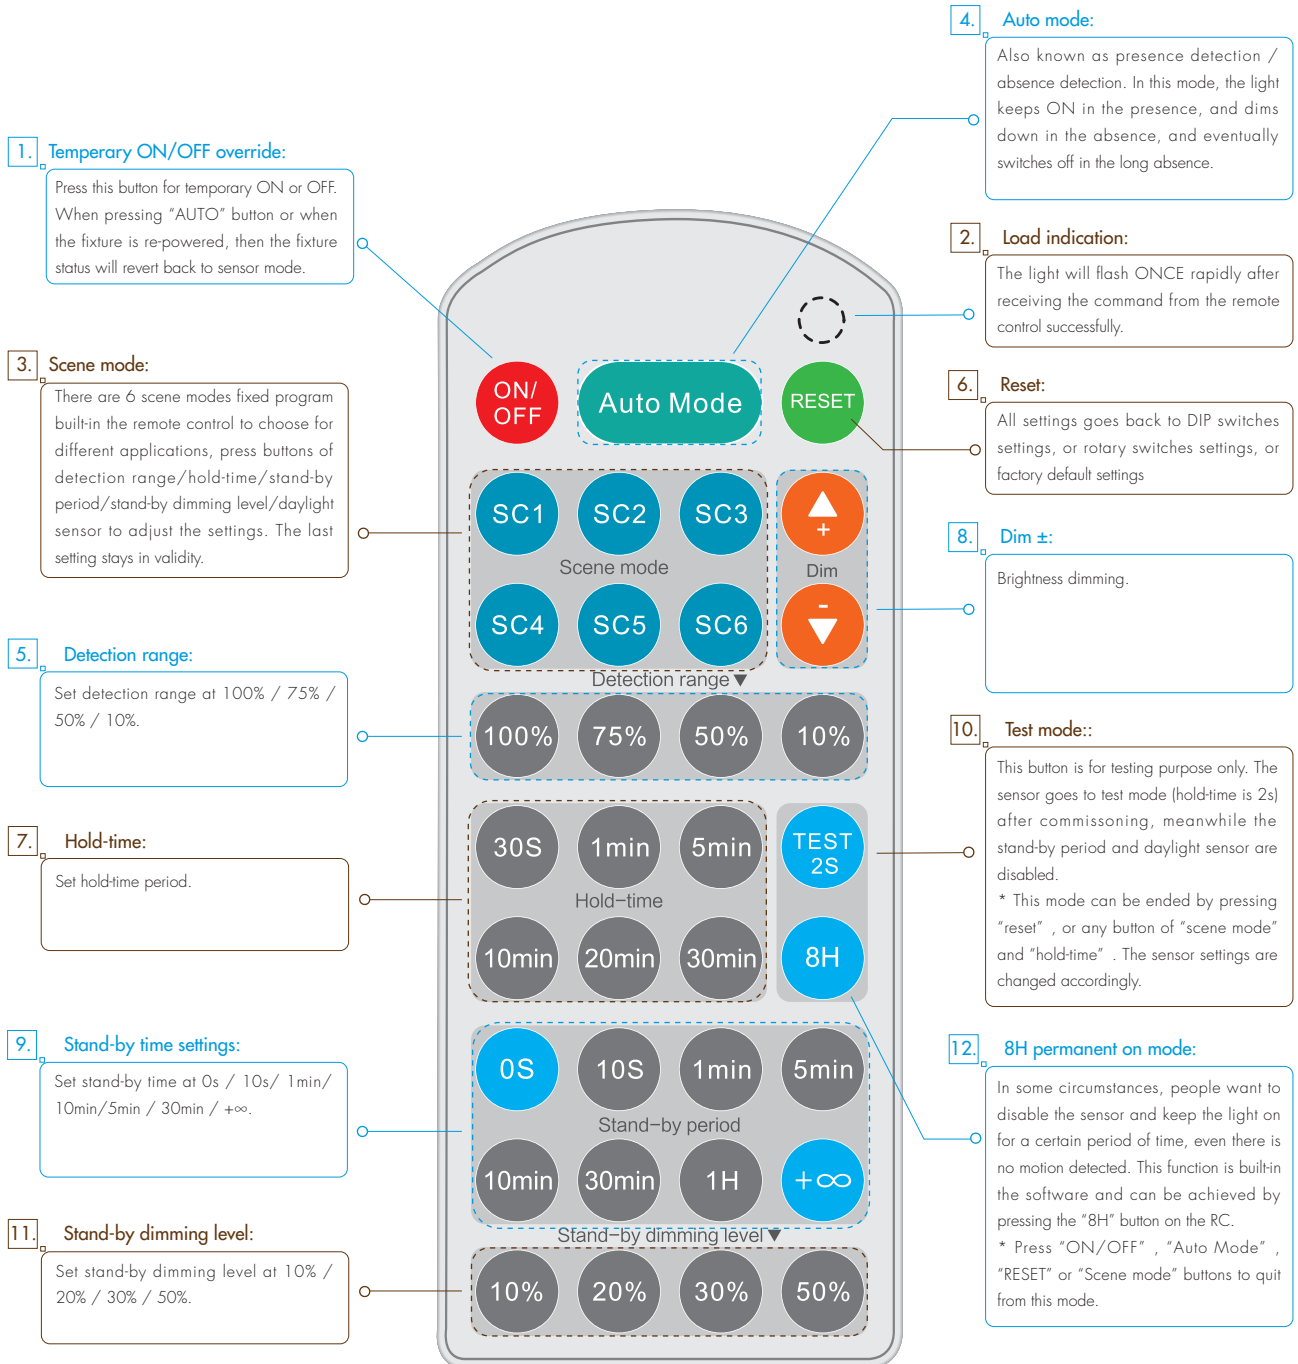 4. Auto mode:
Also known as presence detection /
absence detection. In this mode, the light
keeps ON in the presence, and dims
down in the absence, and eventually
switches off in the long absence.
1. Temperary ON/OFF override:
Press this button for temporary ON or OFF.
When pressing "AUTO" button or when
the fixture is re-powered, then the fixture
status will revert back to sensor mode.
2. Load indication:
The light will flash ONCE rapidly after
receiving the command from the remote
control successfully.
3. Scene mode:
There are 6 scene modes fixed program
built-in the remote control to choose for
different applications, press buttons of
detection range/hold-time/stand-by
period/stand-by dimming level/daylight
sensor to adjust the settings. The last
setting stays in validity.
6. Reset:
All settings goes back to DIP switches
settings, or rotary switches settings, or
factory default settings
8. Dim ±:
Brightness dimming.
5. Detection range:
Set detection range at 100% / 75% /
50% / 10%.
10. Test mode::
This button is for testing purpose only. The
sensor goes to test mode (hold-time is 2s)
after commissoning, meanwhile the
stand-by period and daylight sensor are
disabled.
* This mode can be ended by pressing
"reset" , or any button of "scene mode"
and "hold-time" . The sensor settings are
changed accordingly.
7. Hold-time:
Set hold-time period.
9. Stand-by time settings:
Set stand-by time at 0s / 10s/ 1min/
10min/5min / 30min / +∞.
12. 8H permanent on mode:
In some circumstances, people want to
disable the sensor and keep the light on
for a certain period of time, even there is
no motion detected. This function is built-in
the software and can be achieved by
pressing the "8H" button on the RC.
* Press "ON/OFF" , "Auto Mode" ,
"RESET" or "Scene mode" buttons to quit
from this mode.
11. Stand-by dimming level:
Set stand-by dimming level at 10% /
20% / 30% / 50%.
ON/
OFF
Auto Mode
RESET
SC1 SC2 SC3
+
Scene mode
Dim
SC4 SC5 SC6
-
Detection range▼
100% 75% 50% 10%
30S 1min 5min
TEST
2S
Hold-time
10min 20min 30min 8H
0S 10S 1min 5min
Stand-by period
10min 30min 1H +∞
Stand-by dimming level▼
10% 20% 30% 50%